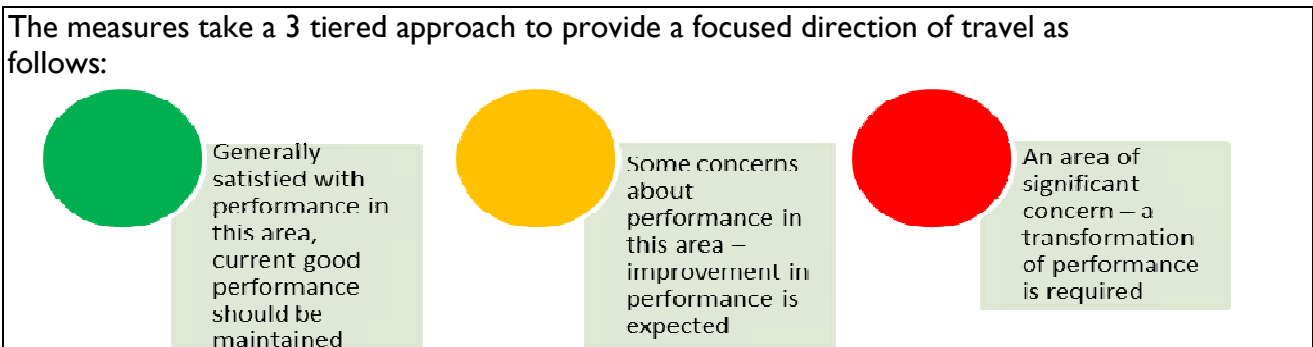 The measures take a 3 tiered approach to provide a focused direction of travel as
follows:
Generally
satisfied with
performance in
this area,
current good
performance
should be
maintained
Some concerns
about
performance in
this area –
improvement in
performance is
expected
An area of
significant
concern – a
transformation
of performance
is required